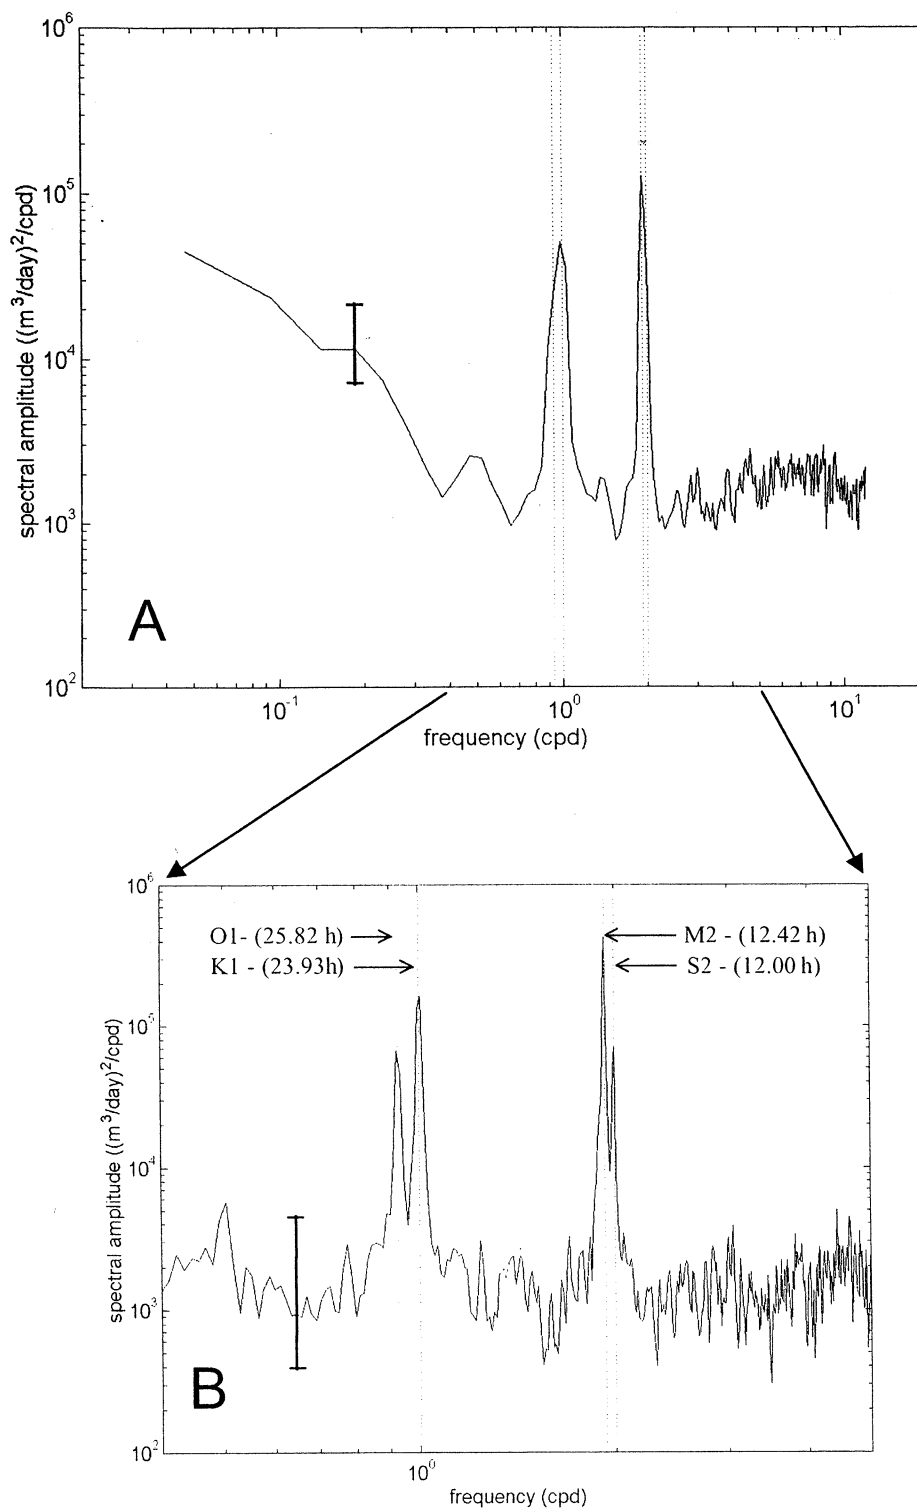 10^6
10^5
10^4
10^3
10^2
spectral amplitude ((m^3/day)^2/cpd)
A
10^-1
10^0
10^1
frequency (cpd)
10^6
O1- (25.82 h)
M2 - (12.42 h)
K1 - (23.93h)
S2 - (12.00 h)
10^5
10^4
10^3
10^2
spectral amplitude ((m^3/day)^2/cpd)
B
10^0
frequency (cpd)